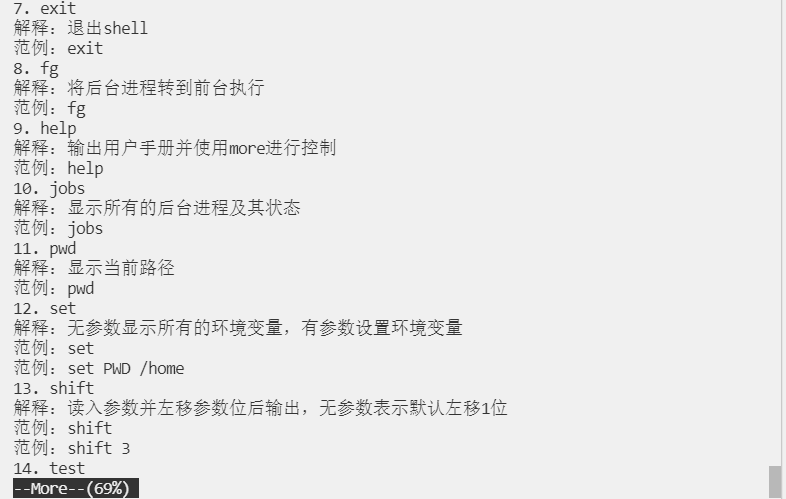 7. exit
解释：退出shell
范例：exit
8. fg
解释：将后台进程转到前台执行
范例：fg
9. help
解释：输出用户手册并使用more进行控制
范例：help
10. jobs
解释：显示所有的后台进程及其状态
范例：jobs
11. pwd
解释：显示当前路径
范例：pwd
12. set
解释：无参数显示所有的环境变量，有参数设置环境变量
范例：set
范例：set PWD /home
13. shift
解释：读入参数并左移参数位后输出，无参数表示默认左移1位
范例：shift
范例：shift 3
14. test
--More--(69%)